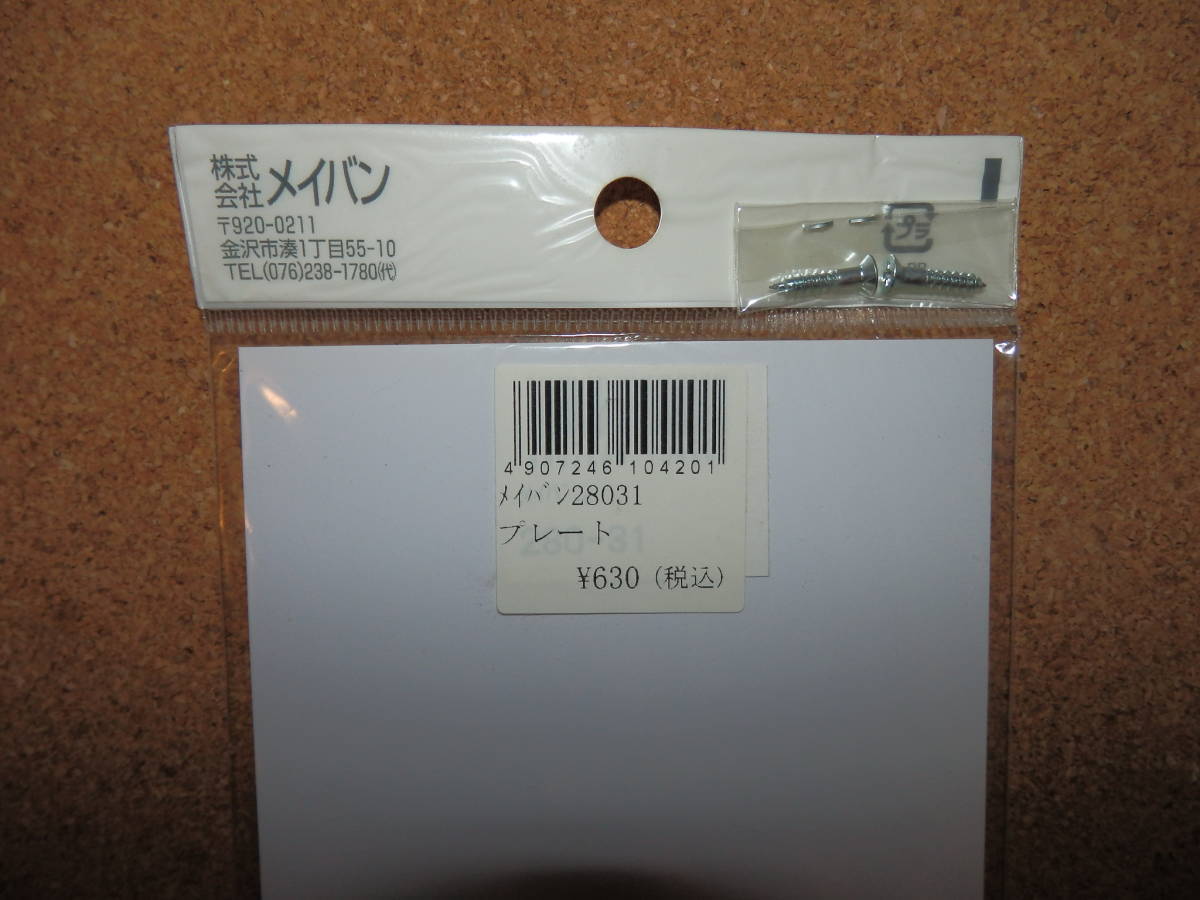 株式会社 メイバン
〒920-0211
金沢市湊1丁目55-10
TEL(076)238-1780(代)
プラ
4 907246 104201
ﾒｲﾊﾞﾝ28031
プレート
¥630 (税込)